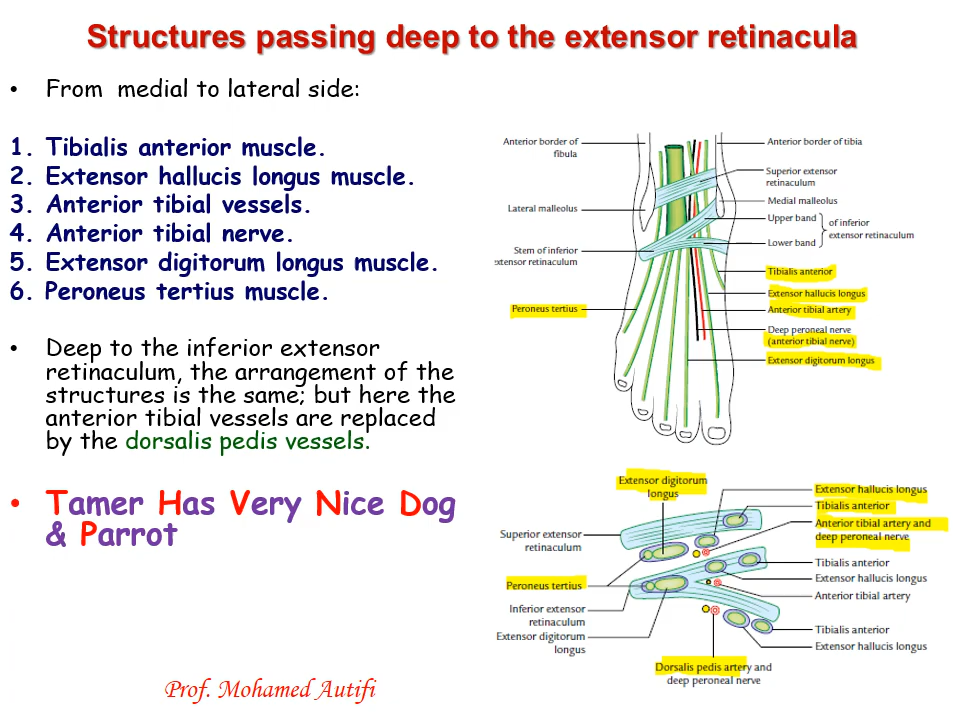 Structures passing deep to the extensor retinacula
• From medial to lateral side:
1. Tibialis anterior muscle.
2. Extensor hallucis longus muscle.
3. Anterior tibial vessels.
4. Anterior tibial nerve.
5. Extensor digitorum longus muscle.
6. Peroneus tertius muscle.
• Deep to the inferior extensor
retinaculum, the arrangement of the
structures is the same; but here the
anterior tibial vessels are replaced
by the dorsalis pedis vessels.
• Tamer Has Very Nice Dog
& Parrot
Prof. Mohamed Autifi
Anterior border of
fibula
Lateral malleolus
Stem of inferior
extensor retinaculum
Peroneus tertius
Anterior border of tibia
Superior extensor
retinaculum
Medial malleolus
Upper band
Lower band
of inferior
extensor retinaculum
Tibialis anterior
Extensor hallucis longus
Anterior tibial artery
Deep peroneal nerve
(anterior tibial nerve)
Extensor digitorum longus
Extensor digitorum
longus
Superior extensor
retinaculum
Peroneus tertius
Inferior extensor
retinaculum
Extensor digitorum
longus
Extensor hallucis longus
Tibialis anterior
Anterior tibial artery and
deep peroneal nerve
Tibialis anterior
Extensor hallucis longus
Anterior tibial artery
Tibialis anterior
Extensor hallucis longus
Dorsalis pedis artery and
deep peroneal nerve